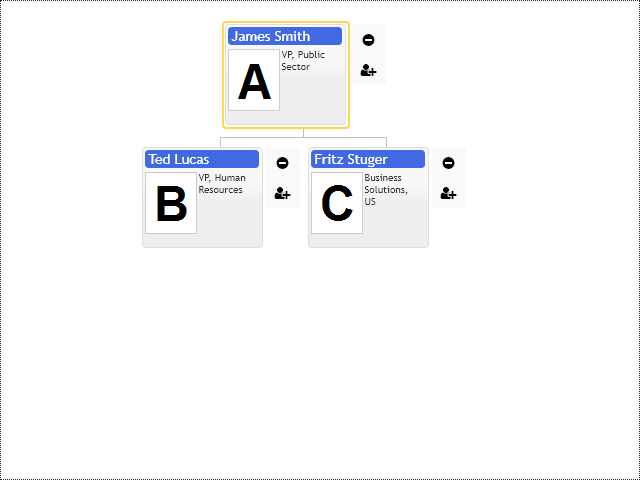 James Smith
A
VP, Public
Sector
Ted Lucas
B
VP, Human
Resources
Fritz Stuger
C
Business
Solutions,
US